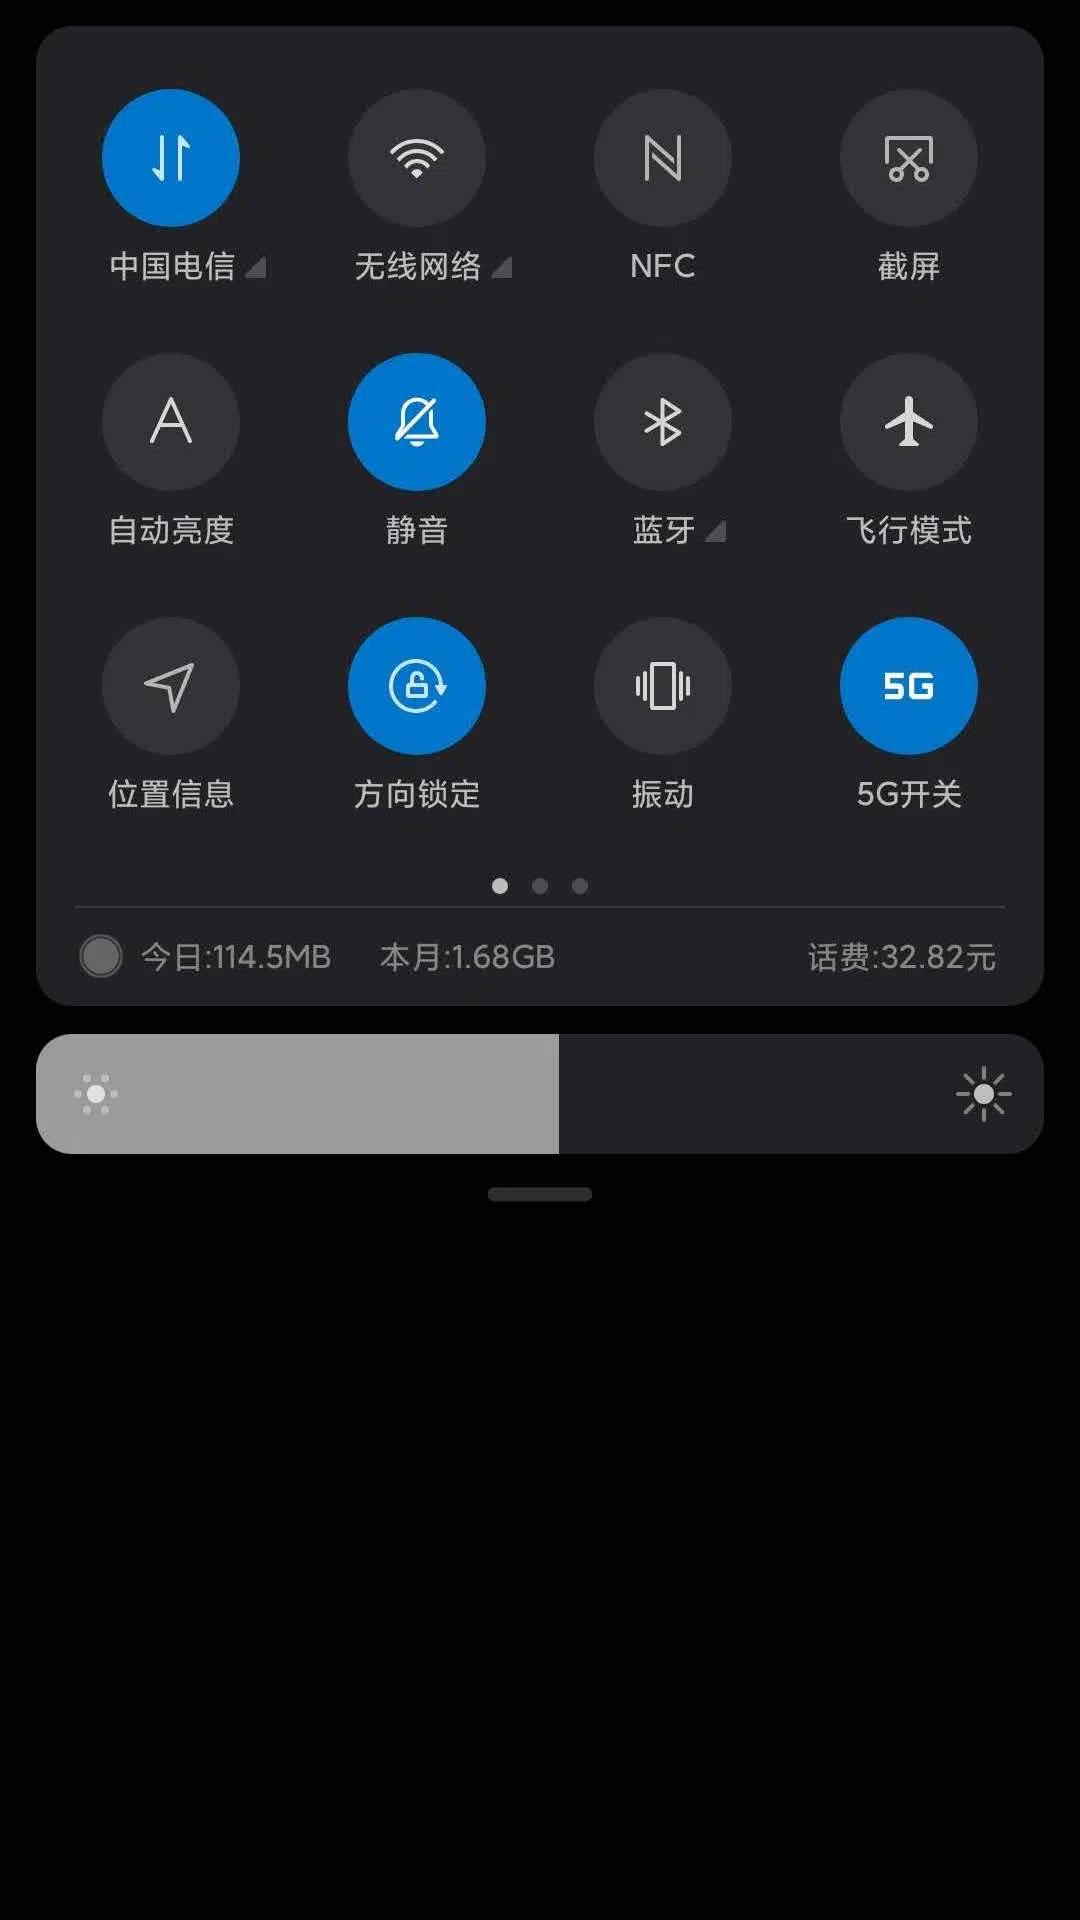 中国电信 无线网络 NFC 截屏
A
自动亮度 静音 蓝牙 飞行模式
5G
位置信息 方向锁定 振动 5G开关
今日:114.5MB 本月:1.68GB 话费:32.82元